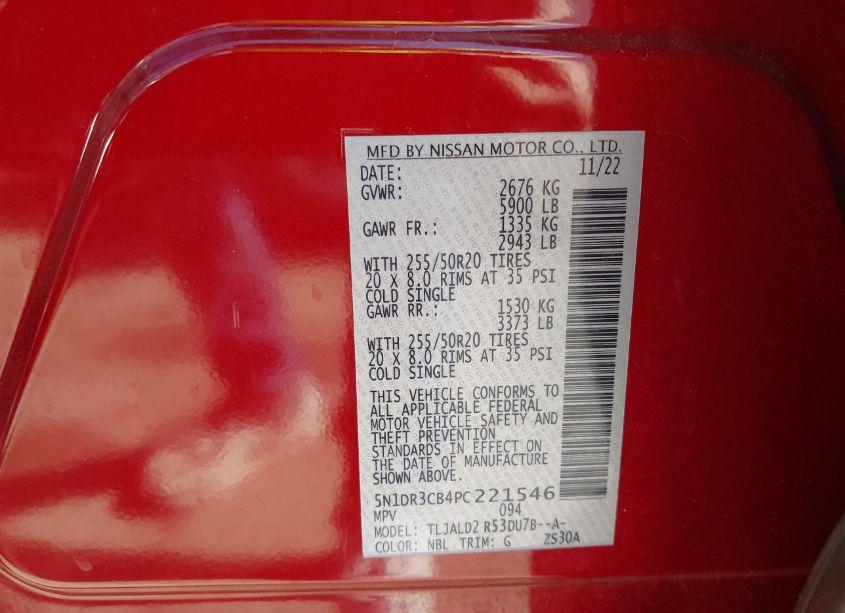 MFD BY NISSAN MOTOR CO., LTD.
DATE: 11/22
GVWR: 2676 KG
5900 LB
GAWR FR.: 1335 KG
2943 LB
WITH 255/50R20 TIRES
20 X 8.0 RIMS AT 35 PSI
COLD SINGLE
GAWR RR.: 1530 KG
3373 LB
WITH 255/50R20 TIRES
20 X 8.0 RIMS AT 35 PSI
COLD SINGLE
THIS VEHICLE CONFORMS TO
ALL APPLICABLE FEDERAL
MOTOR VEHICLE SAFETY AND
THEFT PREVENTION
STANDARDS IN EFFECT ON
THE DATE OF MANUFACTURE
SHOWN ABOVE.
5N1DR3CB4PC221546
MPV 094
MODEL: TLJALD2 R53DU7B--A-
COLOR: NBL TRIM: G ZS30A